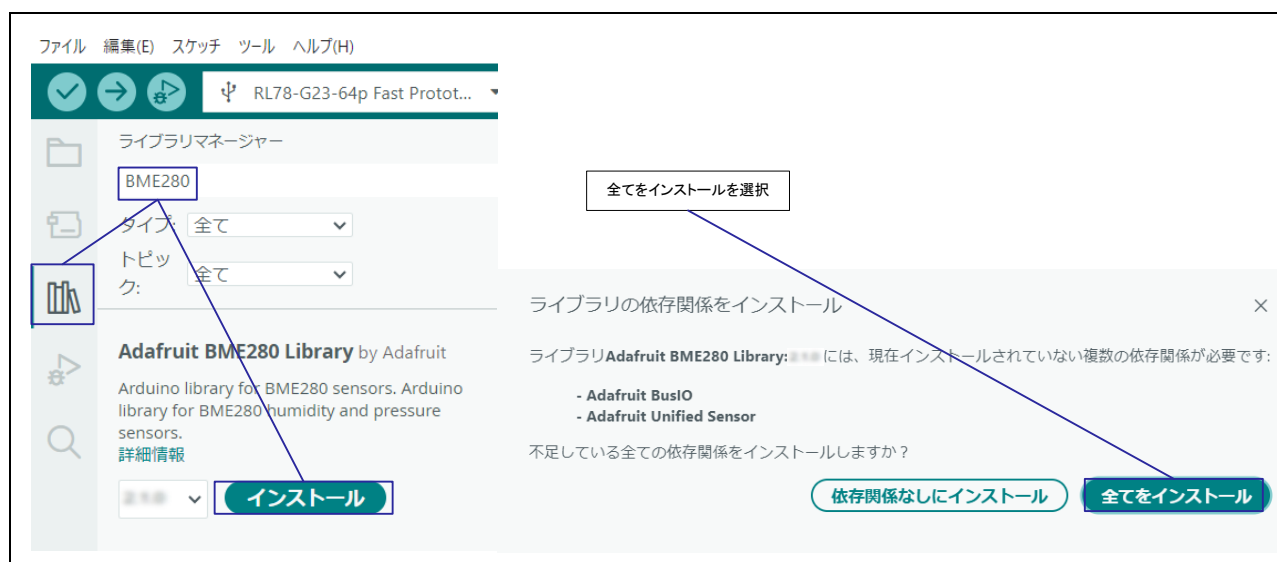 ファイル 編集(E) スケッチ ツール ヘルプ(H)
RL78-G23-64p Fast Protot...
ライブラリマネージャー
BME280
タイプ: 全て
トピッ
ク:
全て
Adafruit BME280 Library by Adafruit
Arduino library for BME280 sensors. Arduino
library for BME280 humidity and pressure
sensors.
詳細情報
インストール
全てをインストールを選択
ライブラリの依存関係をインストール
ライブラリAdafruit BME280 Library: には、現在インストールされていない複数の依存関係が必要です:
- Adafruit BusIO
- Adafruit Unified Sensor
不足している全ての依存関係をインストールしますか？
依存関係なしにインストール 全てをインストール